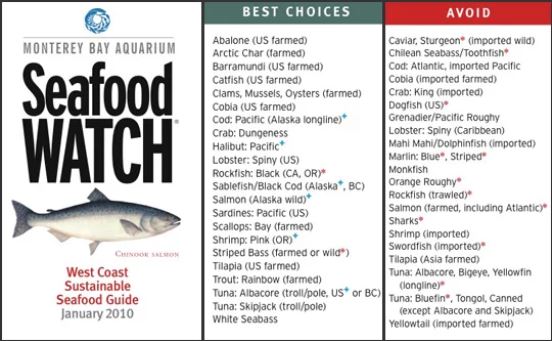 MONTEREY BAY AQUARIUM
Seafood
WATCH®
CHINOOK SALMON
West Coast
Sustainable
Seafood Guide
January 2010
BEST CHOICES
Abalone (US farmed)
Arctic Char (farmed)
Barramundi (US farmed)
Catfish (US farmed)
Clams, Mussels, Oysters (farmed)
Cobia (US farmed)
Cod: Pacific (Alaska longline)+
Crab: Dungeness
Halibut: Pacific+
Lobster: Spiny (US)
Rockfish: Black (CA, OR)*
Sablefish/Black Cod (Alaska+, BC)
Salmon (Alaska wild)+
Sardines: Pacific (US)
Scallops: Bay (farmed)
Shrimp: Pink (OR)+
Striped Bass (farmed or wild*)
Tilapia (US farmed)
Trout: Rainbow (farmed)
Tuna: Albacore (troll/pole, US+ or BC)
Tuna: Skipjack (troll/pole)
White Seabass
AVOID
Caviar, Sturgeon* (imported wild)
Chilean Seabass/Toothfish*
Cod: Atlantic, imported Pacific
Cobia (imported farmed)
Crab: King (imported)
Dogfish (US)*
Grenadier/Pacific Roughy
Lobster: Spiny (Caribbean)
Mahi Mahi/Dolphinfish (imported)
Marlin: Blue*, Striped*
Monkfish
Orange Roughy*
Rockfish (trawled)*
Salmon (farmed, including Atlantic)*
Sharks*
Shrimp (imported)
Swordfish (imported)*
Tilapia (Asia farmed)
Tuna: Albacore, Bigeye, Yellowfin
(longline)*
Tuna: Bluefin*, Tongol, Canned
(except Albacore and Skipjack)
Yellowtail (imported farmed)